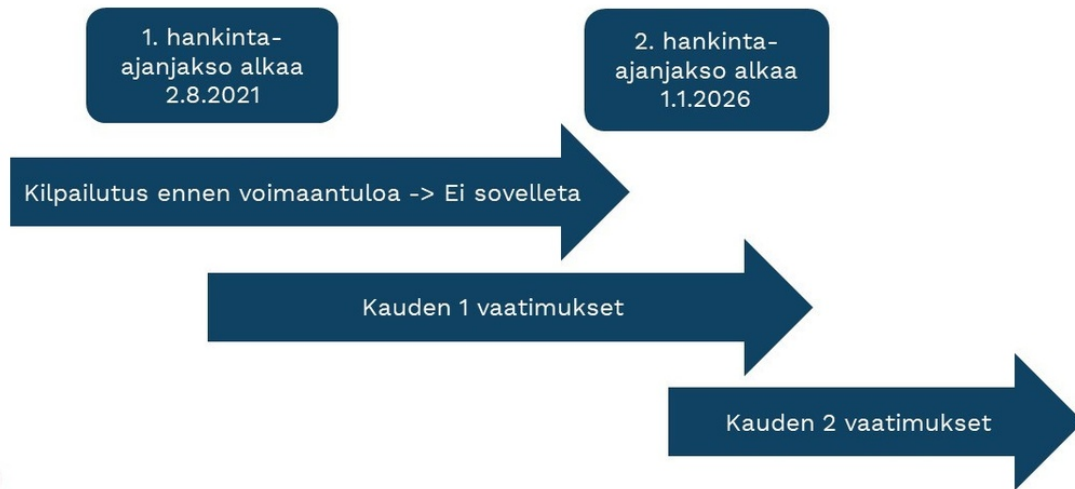 1. hankinta-
ajanjakso alkaa
2.8.2021
2. hankinta-
ajanjakso alkaa
1.1.2026
Kilpailutus ennen voimaantuloa -> Ei sovelleta
Kauden 1 vaatimukset
Kauden 2 vaatimukset